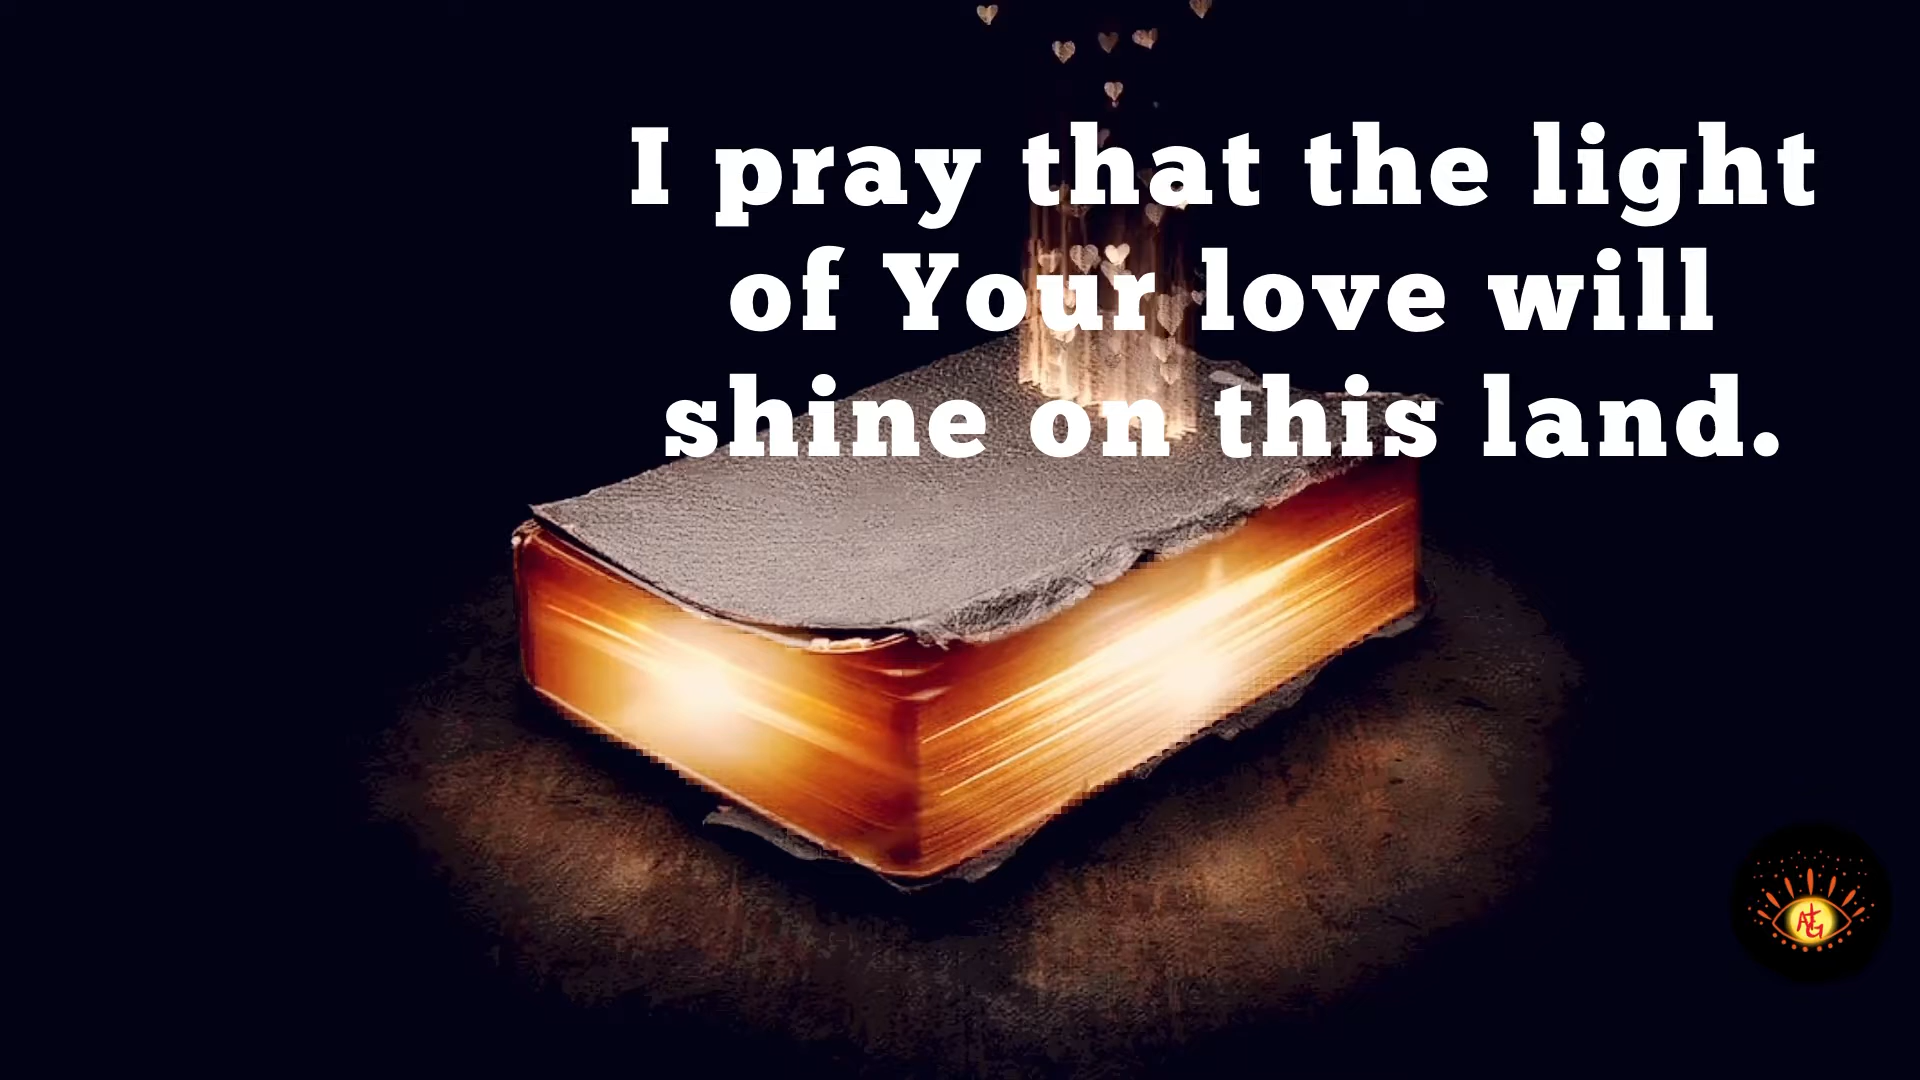 I pray that the light
of Your love will
shine on this land.